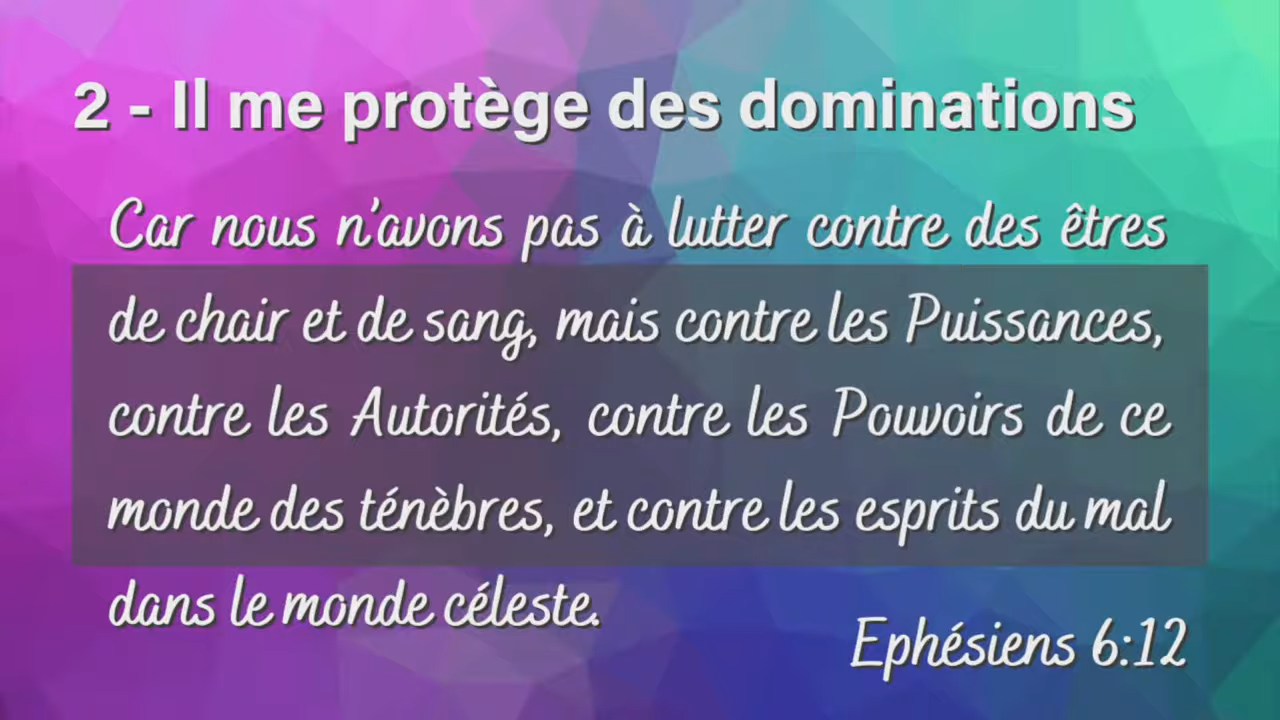 2 - Il me protège des dominations
Car nous n'avons pas à lutter contre des êtres
de chair et de sang, mais contre les Puissances,
contre les Autorités, contre les Pouvoirs de ce
monde des ténèbres, et contre les esprits du mal
dans le monde céleste.
Ephésiens 6:12